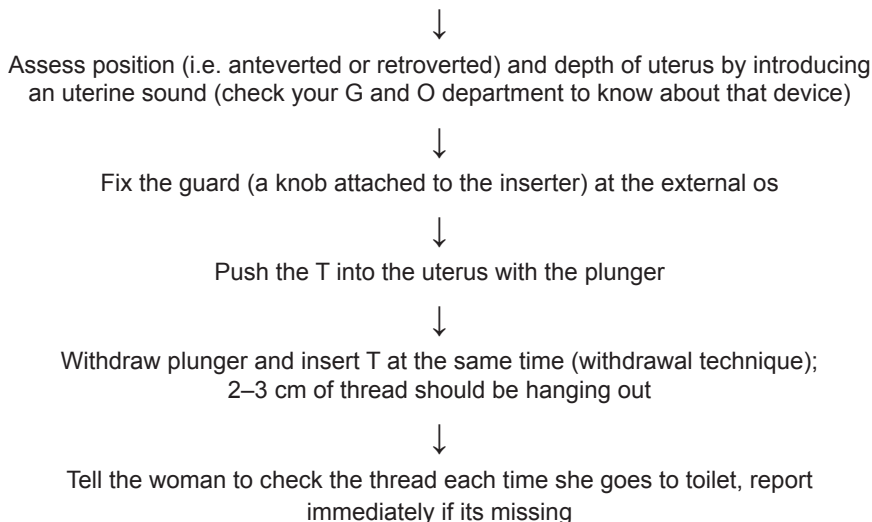 ↓
Assess position (i.e. anteverted or retroverted) and depth of uterus by introducing
an uterine sound (check your G and O department to know about that device)
↓
Fix the guard (a knob attached to the inserter) at the external os
↓
Push the T into the uterus with the plunger
↓
Withdraw plunger and insert T at the same time (withdrawal technique);
2–3 cm of thread should be hanging out
↓
Tell the woman to check the thread each time she goes to toilet, report
immediately if its missing